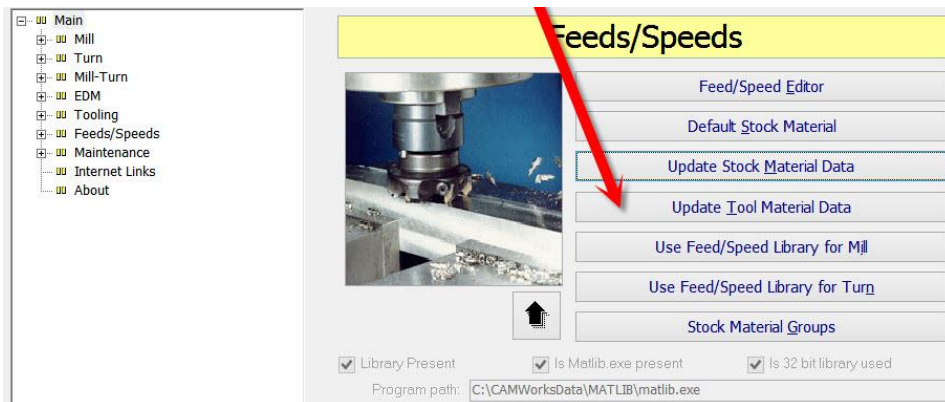 Main
Mill
Turn
Mill-Turn
EDM
Tooling
Feeds/Speeds
Maintenance
Internet Links
About
Feeds/Speeds
Feed/Speed Editor
Default Stock Material
Update Stock Material Data
Update Tool Material Data
Use Feed/Speed Library for Mill
Use Feed/Speed Library for Turn
Stock Material Groups
Library Present
Is Matlib.exe present
Is 32 bit library used
Program path: C:\CAMWorksData\MATLIB\matlib.exe